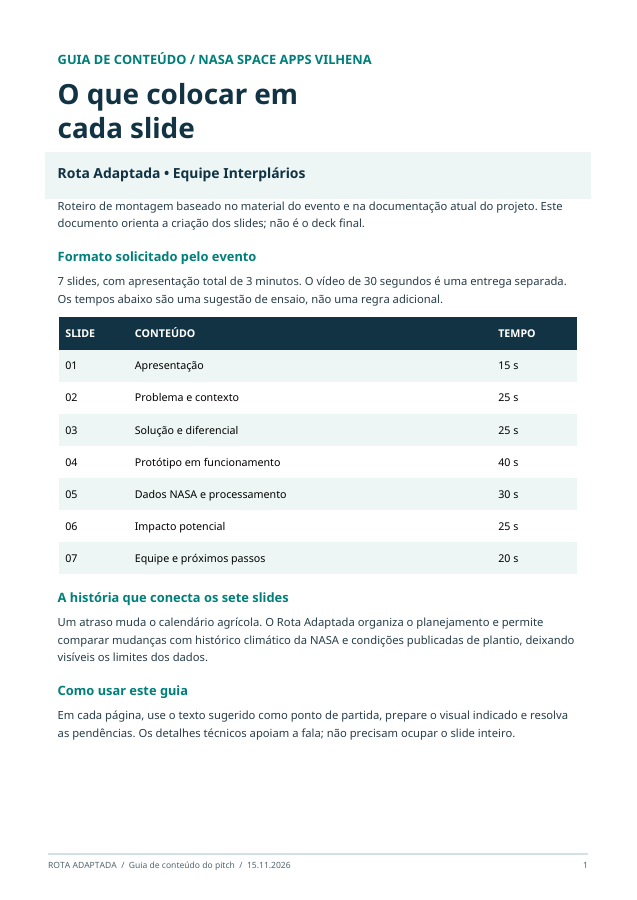 GUIA DE CONTEÚDO / NASA SPACE APPS VILHENA
O que colocar em
cada slide
Rota Adaptada • Equipe Interplários
Roteiro de montagem baseado no material do evento e na documentação atual do projeto. Este
documento orienta a criação dos slides; não é o deck final.
Formato solicitado pelo evento
7 slides, com apresentação total de 3 minutos. O vídeo de 30 segundos é uma entrega separada.
Os tempos abaixo são uma sugestão de ensaio, não uma regra adicional.
SLIDE CONTEÚDO TEMPO
01 Apresentação 15 s
02 Problema e contexto 25 s
03 Solução e diferencial 25 s
04 Protótipo em funcionamento 40 s
05 Dados NASA e processamento 30 s
06 Impacto potencial 25 s
07 Equipe e próximos passos 20 s
A história que conecta os sete slides
Um atraso muda o calendário agrícola. O Rota Adaptada organiza o planejamento e permite
comparar mudanças com histórico climático da NASA e condições publicadas de plantio, deixando
visíveis os limites dos dados.
Como usar este guia
Em cada página, use o texto sugerido como ponto de partida, prepare o visual indicado e resolva
as pendências. Os detalhes técnicos apoiam a fala; não precisam ocupar o slide inteiro.
ROTA ADAPTADA / Guia de conteúdo do pitch / 15.11.2026 1